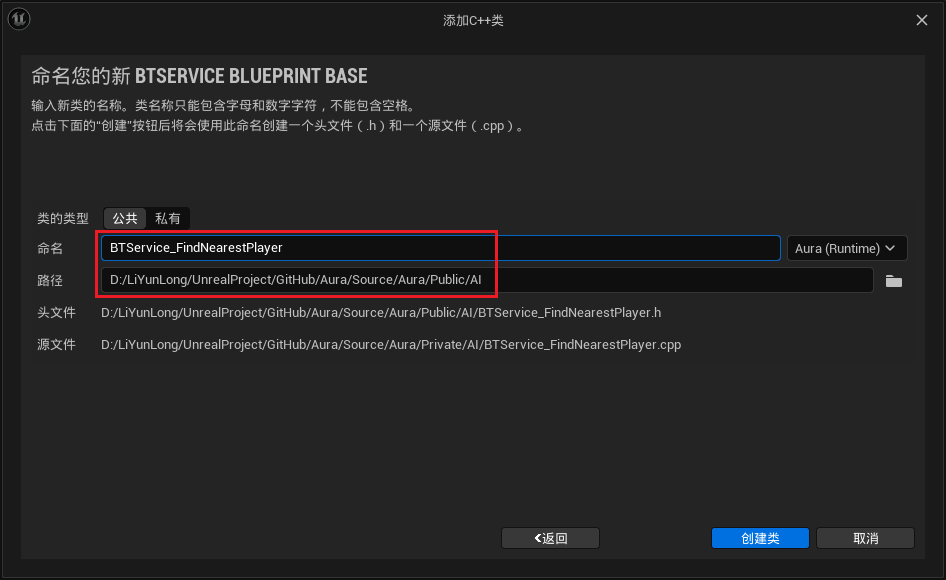 添加C++类
命名您的新 BTSERVICE BLUEPRINT BASE
输入新类的名称。类名称只能包含字母和数字字符，不能包含空格。
点击下面的“创建”按钮后将会使用此命名创建一个头文件（.h）和一个源文件（.cpp）。
类的类型 公共 私有
命名 BTService_FindNearestPlayer Aura (Runtime)
路径 D:/LiYunLong/UnrealProject/GitHub/Aura/Source/Aura/Public/AI
头文件 D:/LiYunLong/UnrealProject/GitHub/Aura/Source/Aura/Public/AI/BTService_FindNearestPlayer.h
源文件 D:/LiYunLong/UnrealProject/GitHub/Aura/Source/Aura/Private/AI/BTService_FindNearestPlayer.cpp
返回 创建类 取消